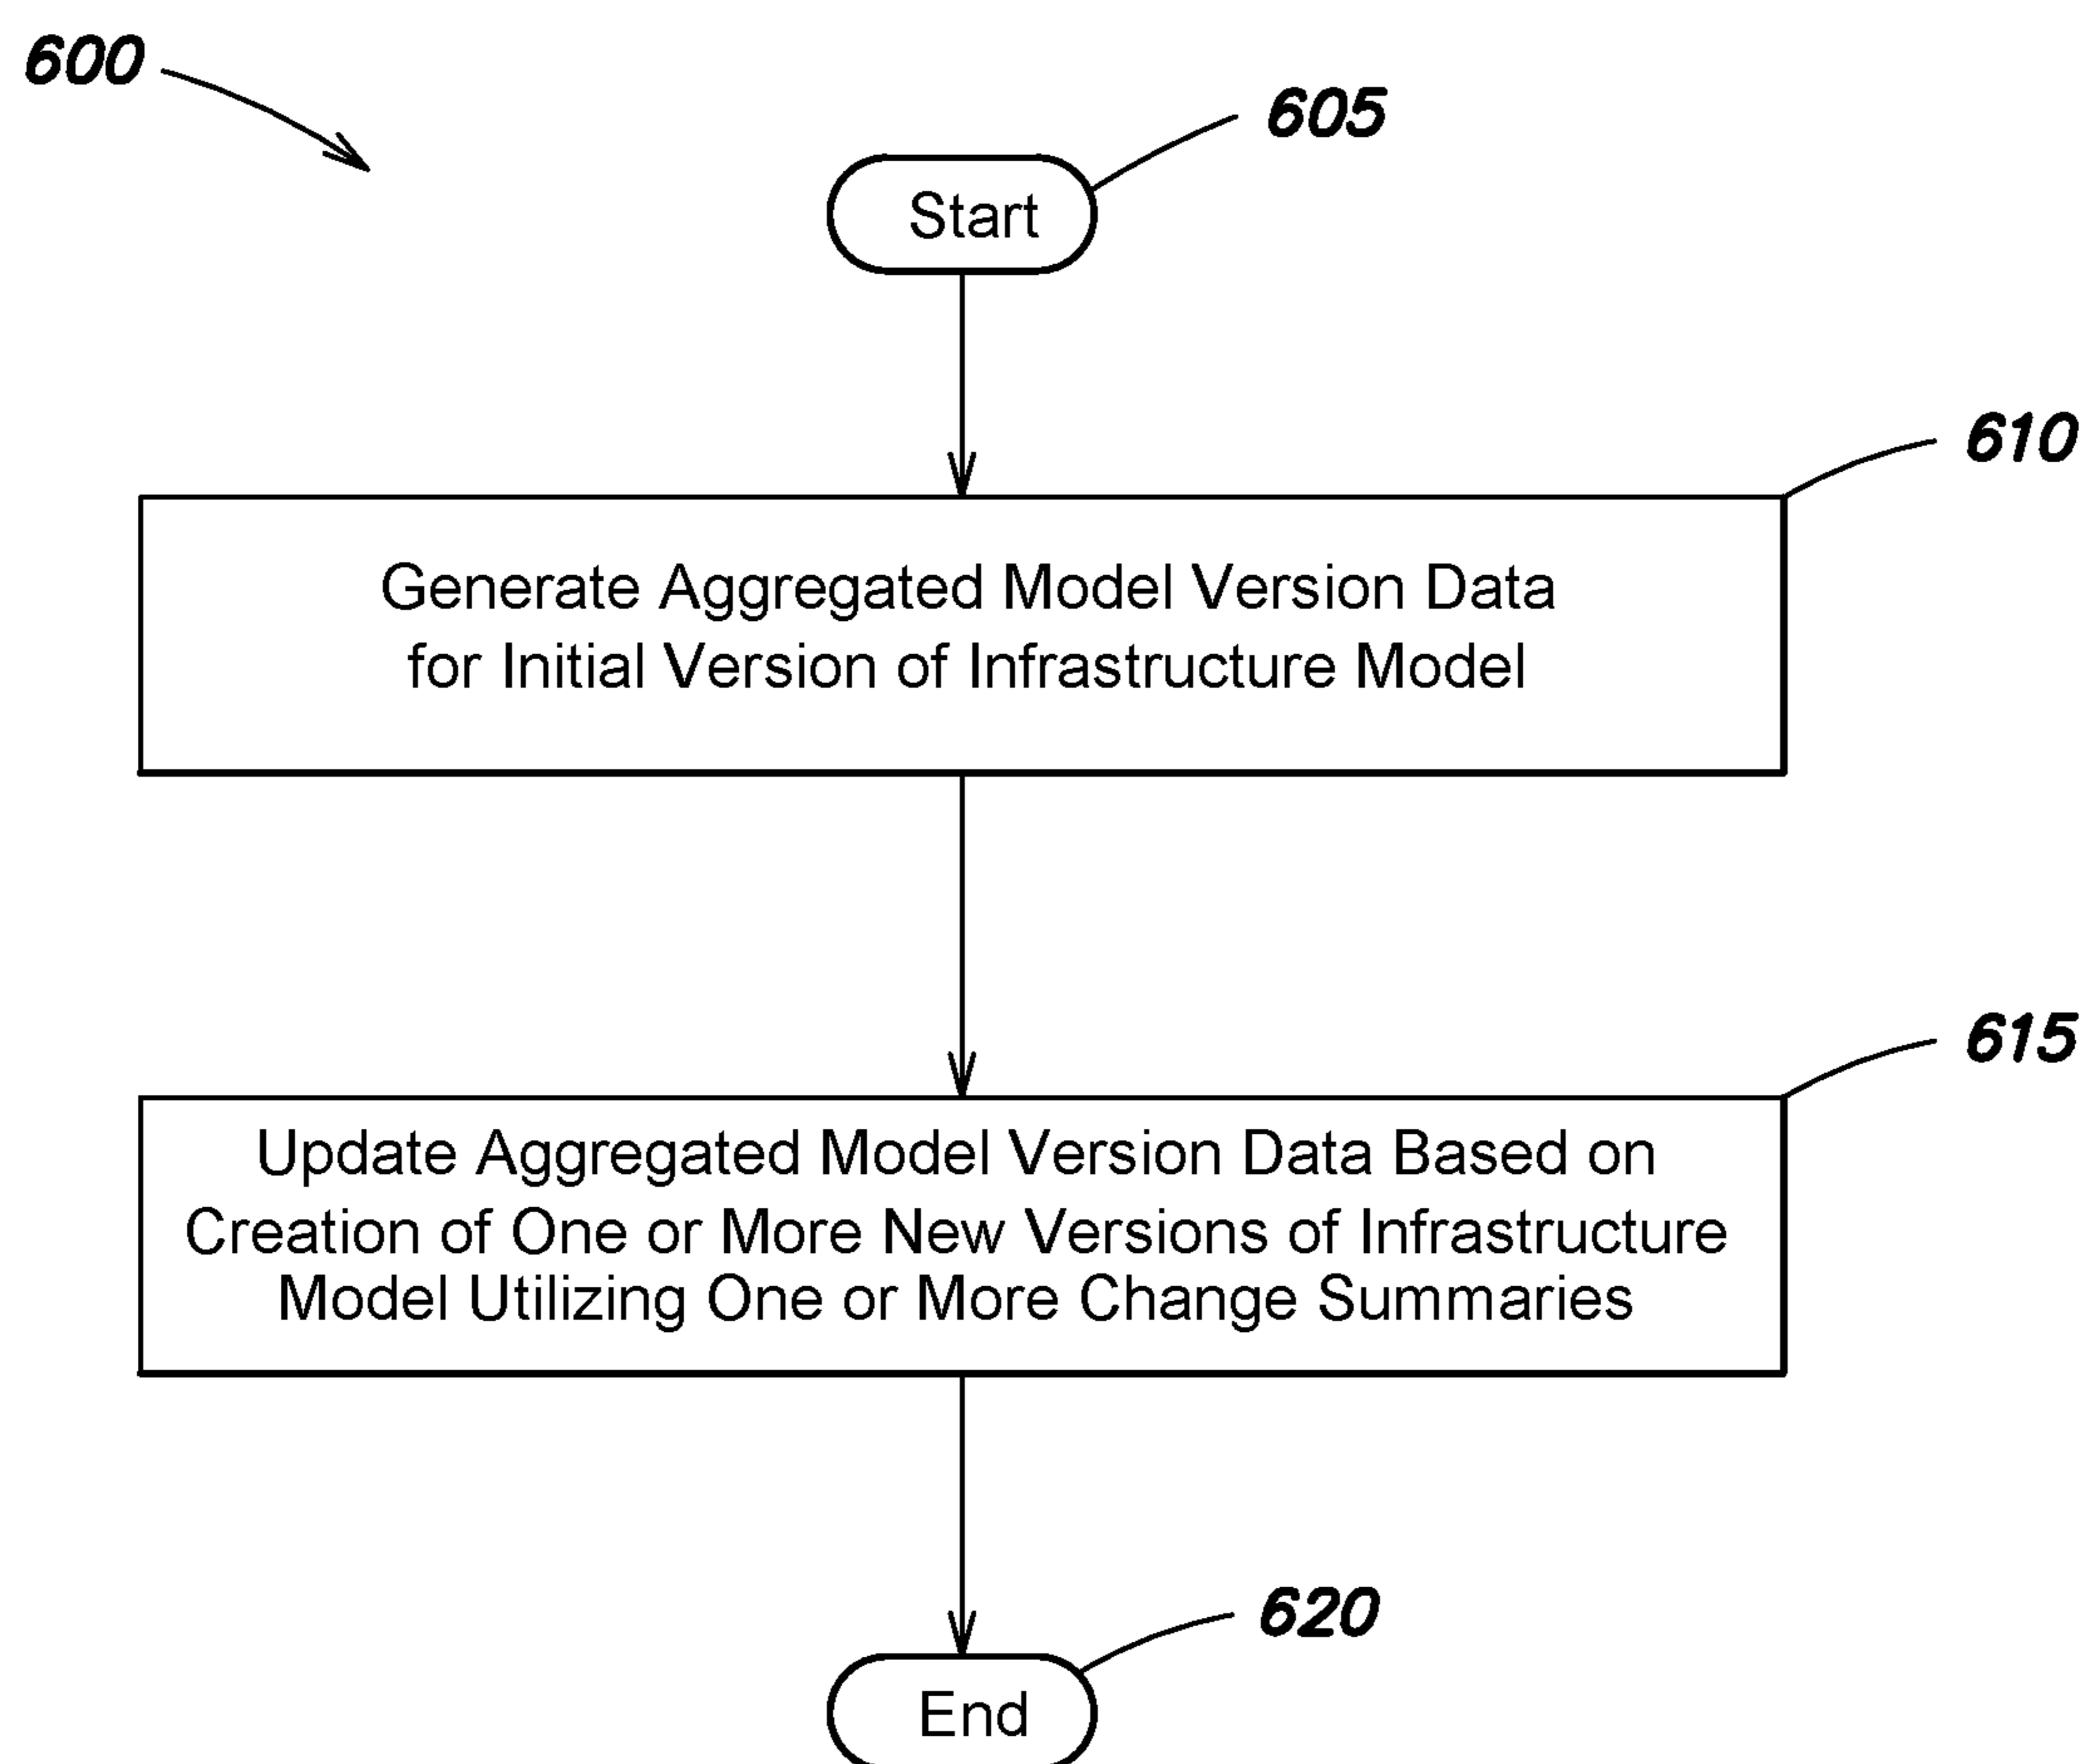 600
605
Start
610
Generate Aggregated Model Version Data
for Initial Version of Infrastructure Model
615
Update Aggregated Model Version Data Based on
Creation of One or More New Versions of Infrastructure
Model Utilizing One or More Change Summaries
620
End